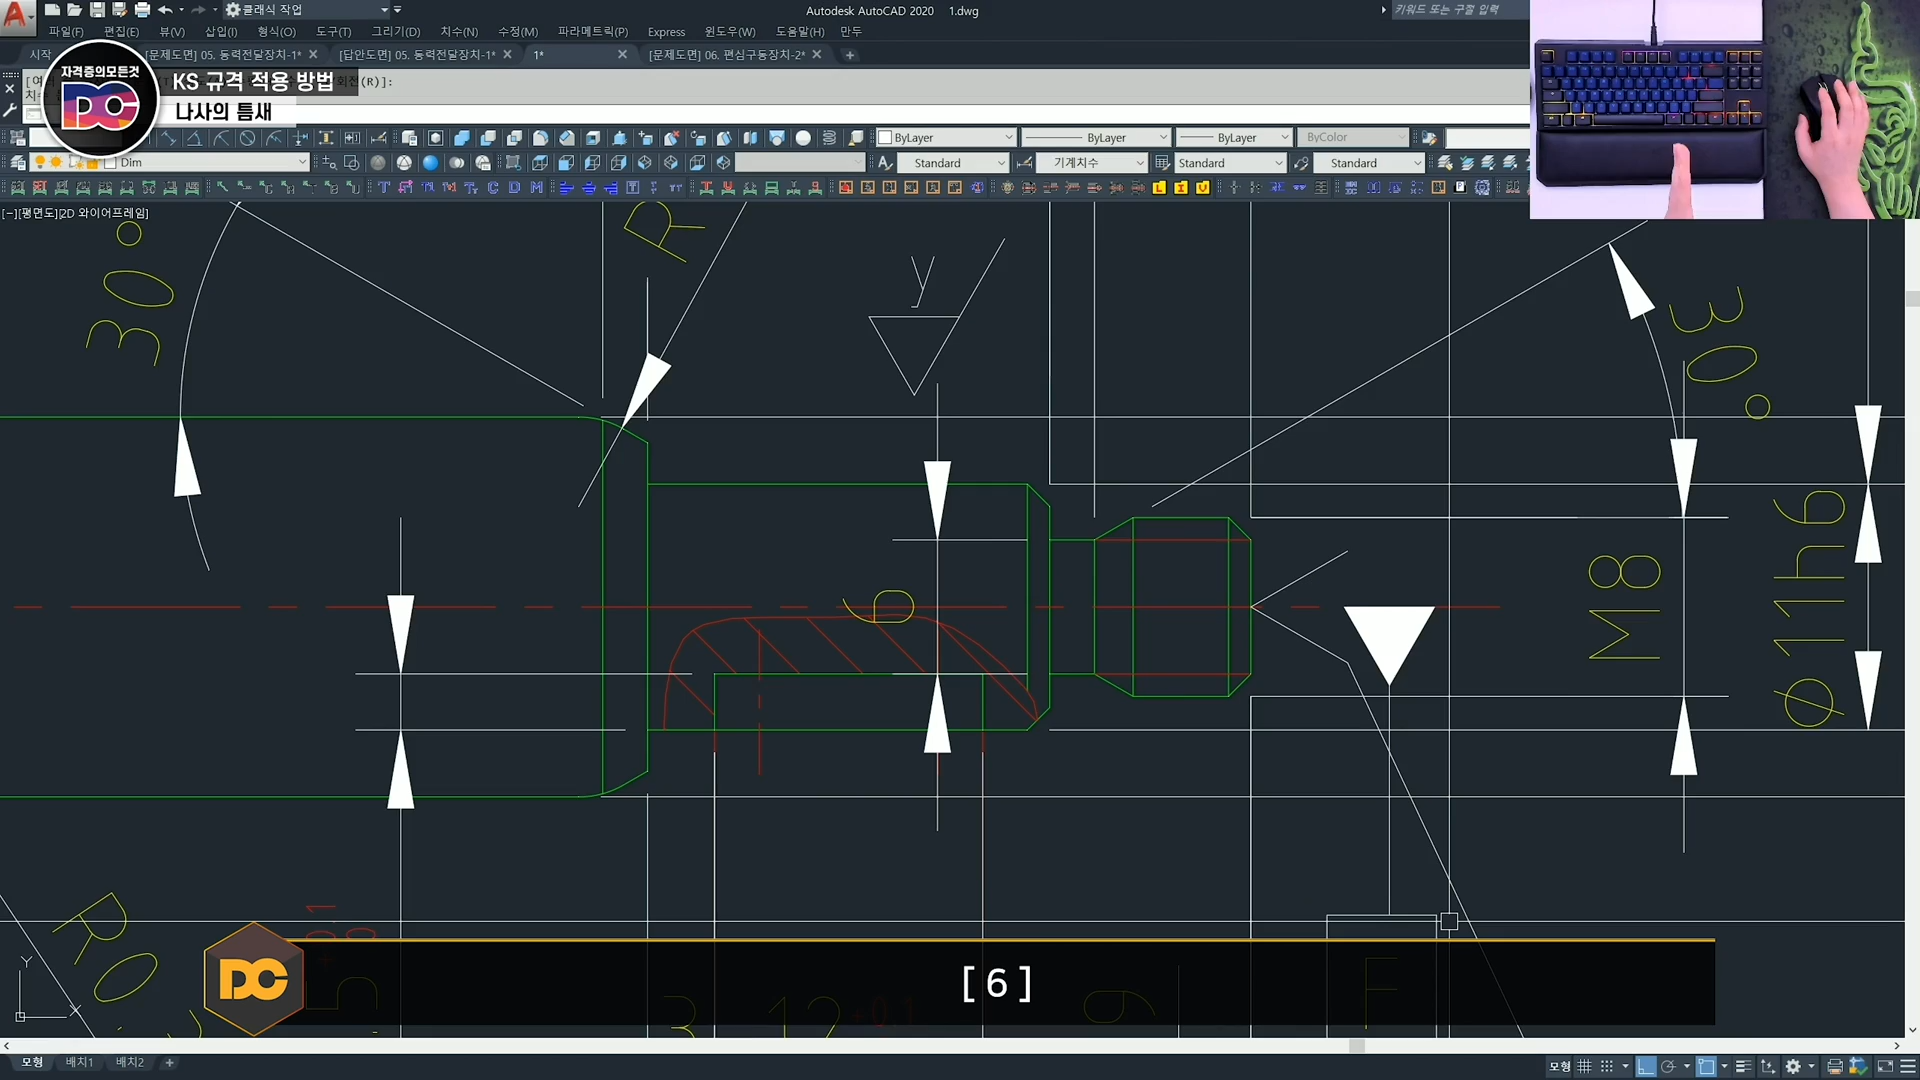 클래식 작업
Autodesk AutoCAD 2020 1.dwg
키워드 또는 구절 입력
파일(F) 편집(E) 뷰(V) 삽입(I) 형식(O) 도구(T) 그리기(D) 치수(N) 수정(M) 파라메트릭(P) Express 윈도우(W) 도움말(H) 만두
시작 [문제도면] 05. 동력전달장치-1* [답안도면] 05. 동력전달장치-1* 1* [문제도면] 06. 편심구동장치-2*
자격증의모든것
DC
KS 규격 적용 방법
회전(R)]:
나사의 틈새
ByLayer ByLayer ByLayer ByColor
Dim Standard 기계치수 Standard Standard
[−][평면도][2D 와이어프레임]
30°
R
y
30°
6
M8
ø11h6
R
F
Y
X
DC
[ 6 ]
모형 배치1 배치2 +
모형